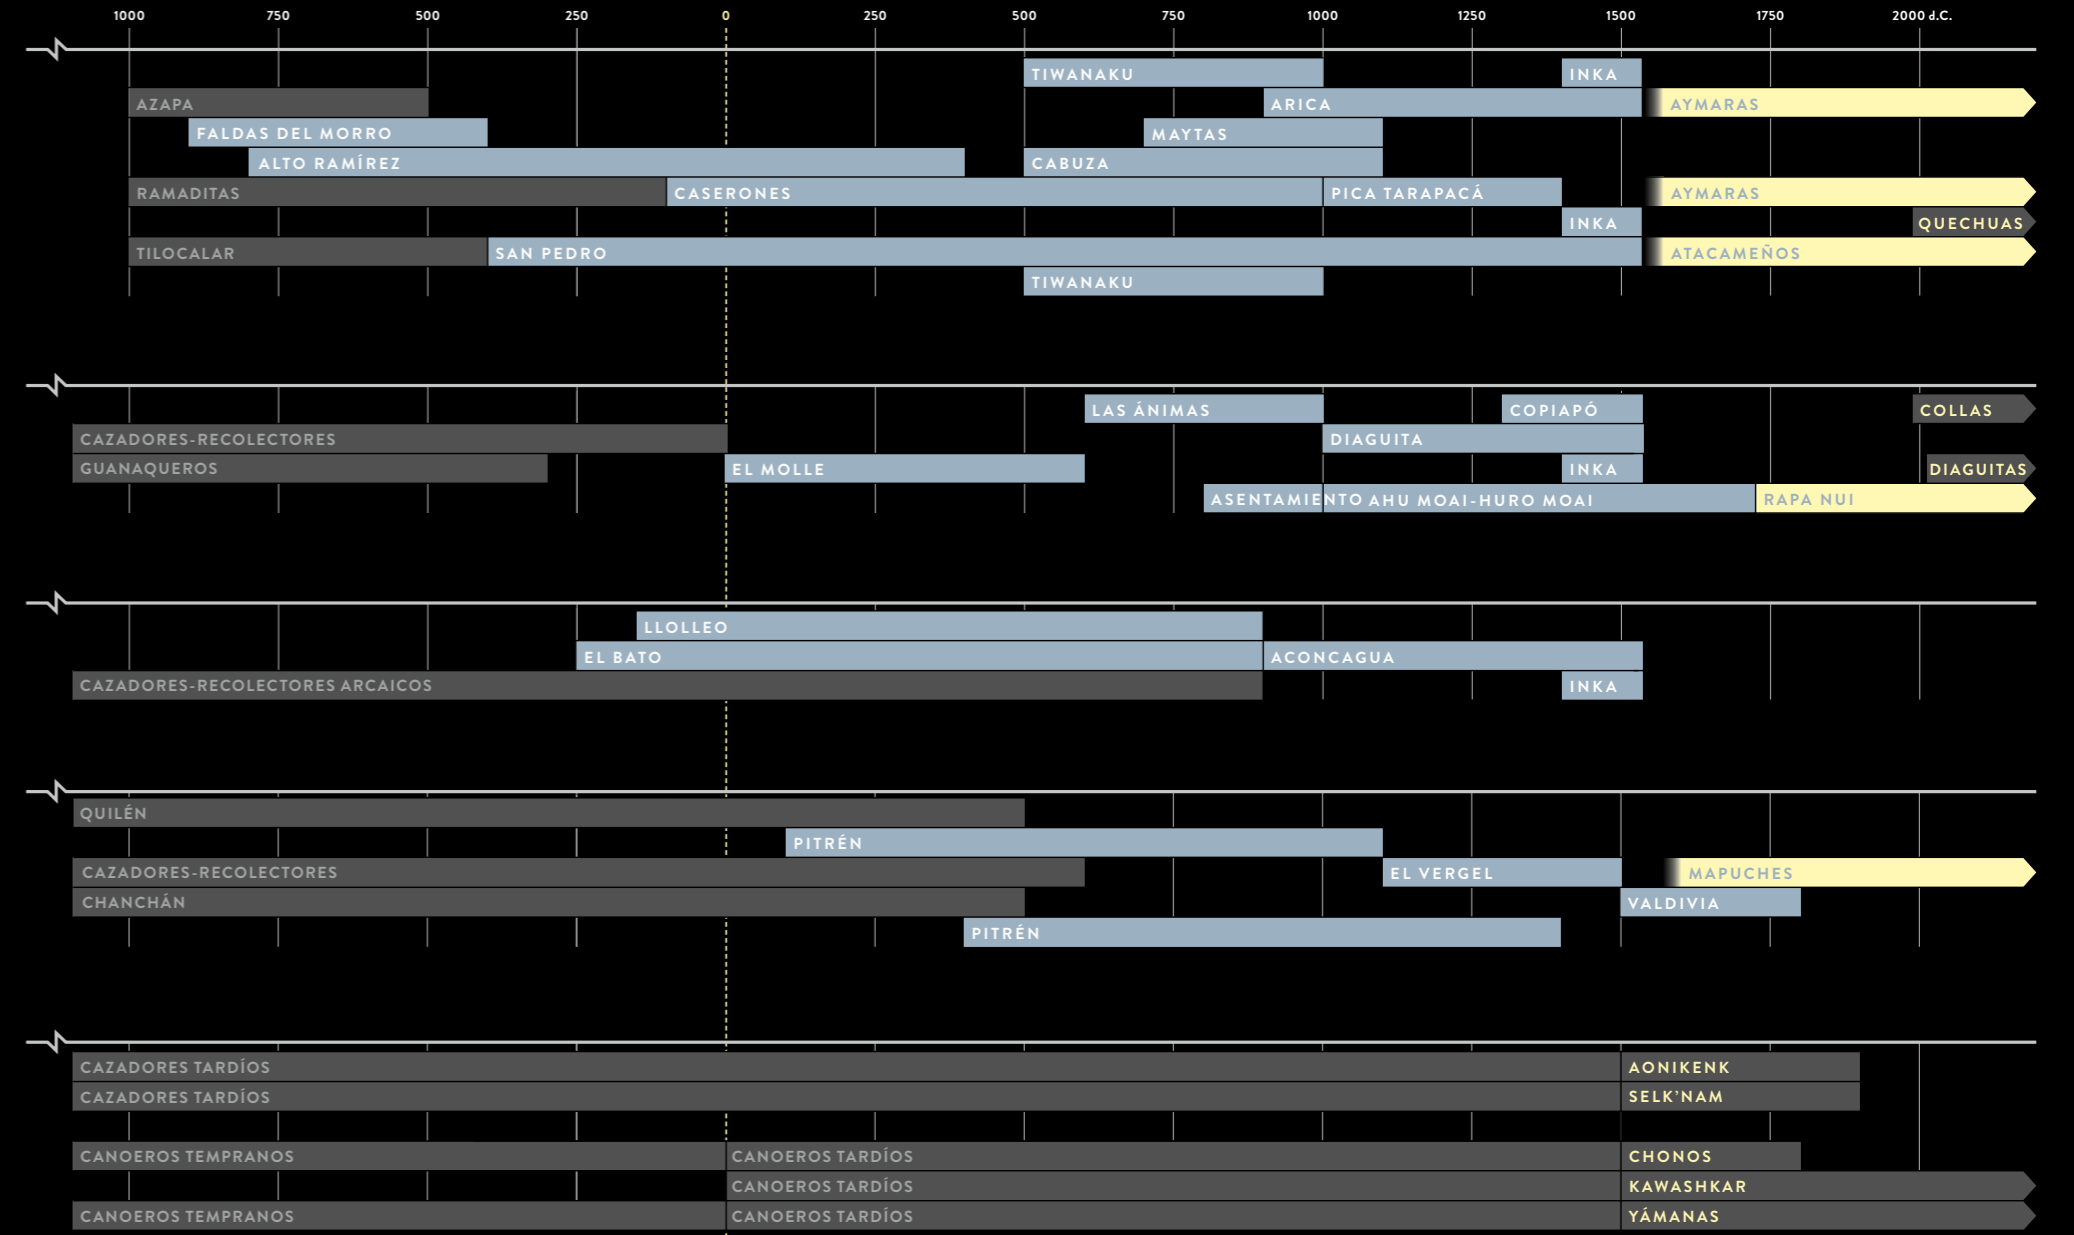 1000 750 500 250 0 250 500 750 1000 1250 1500 1750 2000 d.C.
TIWANAKU INKA
AZAPA ARICA AYMARAS
FALDAS DEL MORRO MAYTAS
ALTO RAMÍREZ CABUZA
RAMADITAS CASERONES PICA TARAPACÁ AYMARAS
INKA QUECHUAS
TILOCALAR SAN PEDRO ATACAMEÑOS
TIWANAKU
LAS ÁNIMAS COPIAPÓ COLLAS
CAZADORES-RECOLECTORES DIAGUITA
GUANAQUEROS EL MOLLE INKA DIAGUITAS
ASENTAMIENTO AHU MOAI-HURO MOAI RAPA NUI
LLOLLEO
EL BATO ACONCAGUA
CAZADORES-RECOLECTORES ARCAICOS INKA
QUILÉN
PITRÉN
CAZADORES-RECOLECTORES EL VERGEL MAPUCHES
CHANCHÁN VALDIVIA
PITRÉN
CAZADORES TARDÍOS AONIKENK
CAZADORES TARDÍOS SELK’NAM
CANOEROS TEMPRANOS CANOEROS TARDÍOS CHONOS
CANOEROS TARDÍOS KAWASHKAR
CANOEROS TEMPRANOS CANOEROS TARDÍOS YÁMANAS